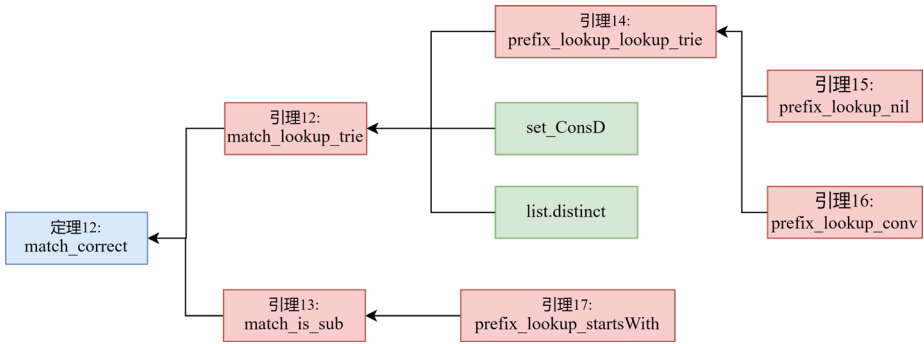 引理14:
prefix_lookup_lookup_trie
引理15:
prefix_lookup_nil
引理12:
match_lookup_trie
set_ConsD
list.distinct
引理16:
prefix_lookup_conv
定理12:
match_correct
引理13:
match_is_sub
引理17:
prefix_lookup_startsWith